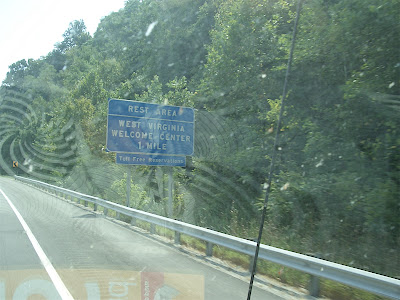 REST AREA
WEST VIRGINIA
WELCOME CENTER
1 MILE
Toll Free Reservations